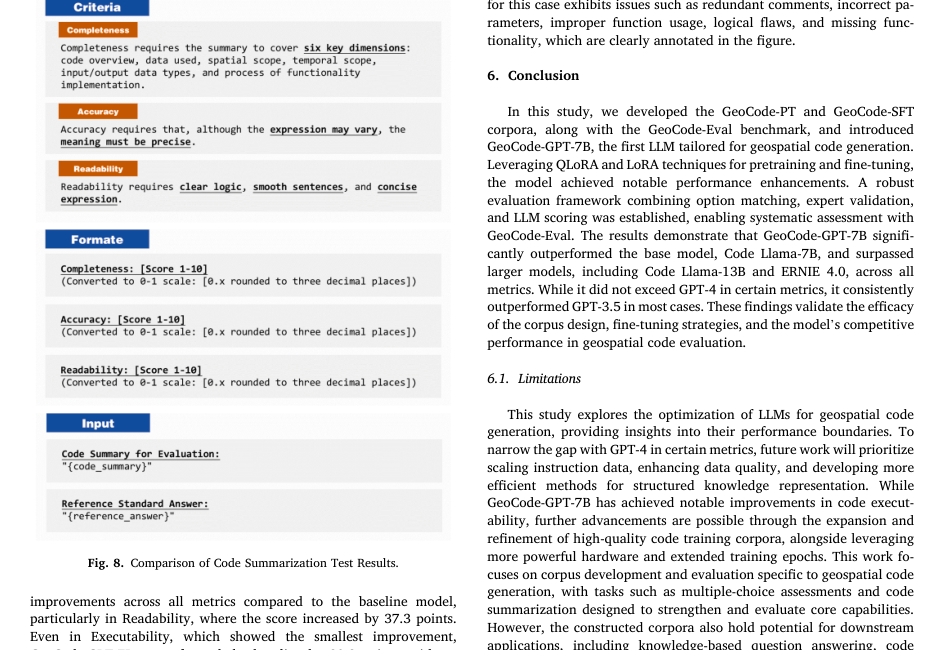 Criteria
Completeness
Completeness requires the summary to cover six key dimensions:
code overview, data used, spatial scope, temporal scope,
input/output data types, and process of functionality
implementation.
Accuracy
Accuracy requires that, although the expression may vary, the
meaning must be precise.
Readability
Readability requires clear logic, smooth sentences, and concise
expression.
Formate
Completeness: [Score 1-10]
(Converted to 0-1 scale: [0.x rounded to three decimal places])
Accuracy: [Score 1-10]
(Converted to 0-1 scale: [0.x rounded to three decimal places])
Readability: [Score 1-10]
(Converted to 0-1 scale: [0.x rounded to three decimal places])
Input
Code Summary for Evaluation:
"{code_summary}"
Reference Standard Answer:
"{reference_answer}"
Fig. 8. Comparison of Code Summarization Test Results.
improvements across all metrics compared to the baseline model,
particularly in Readability, where the score increased by 37.3 points.
Even in Executability, which showed the smallest improvement,
for this case exhibits issues such as redundant comments, incorrect pa-
rameters, improper function usage, logical flaws, and missing func-
tionality, which are clearly annotated in the figure.
6. Conclusion
In this study, we developed the GeoCode-PT and GeoCode-SFT
corpora, along with the GeoCode-Eval benchmark, and introduced
GeoCode-GPT-7B, the first LLM tailored for geospatial code generation.
Leveraging QLoRA and LoRA techniques for pretraining and fine-tuning,
the model achieved notable performance enhancements. A robust
evaluation framework combining option matching, expert validation,
and LLM scoring was established, enabling systematic assessment with
GeoCode-Eval. The results demonstrate that GeoCode-GPT-7B signifi-
cantly outperformed the base model, Code Llama-7B, and surpassed
larger models, including Code Llama-13B and ERNIE 4.0, across all
metrics. While it did not exceed GPT-4 in certain metrics, it consistently
outperformed GPT-3.5 in most cases. These findings validate the efficacy
of the corpus design, fine-tuning strategies, and the model's competitive
performance in geospatial code evaluation.
6.1. Limitations
This study explores the optimization of LLMs for geospatial code
generation, providing insights into their performance boundaries. To
narrow the gap with GPT-4 in certain metrics, future work will prioritize
scaling instruction data, enhancing data quality, and developing more
efficient methods for structured knowledge representation. While
GeoCode-GPT-7B has achieved notable improvements in code execut-
ability, further advancements are possible through the expansion and
refinement of high-quality code training corpora, alongside leveraging
more powerful hardware and extended training epochs. This work fo-
cuses on corpus development and evaluation specific to geospatial code
generation, with tasks such as multiple-choice assessments and code
summarization designed to strengthen and evaluate core capabilities.
However, the constructed corpora also hold potential for downstream
applications, including knowledge-based question answering, code